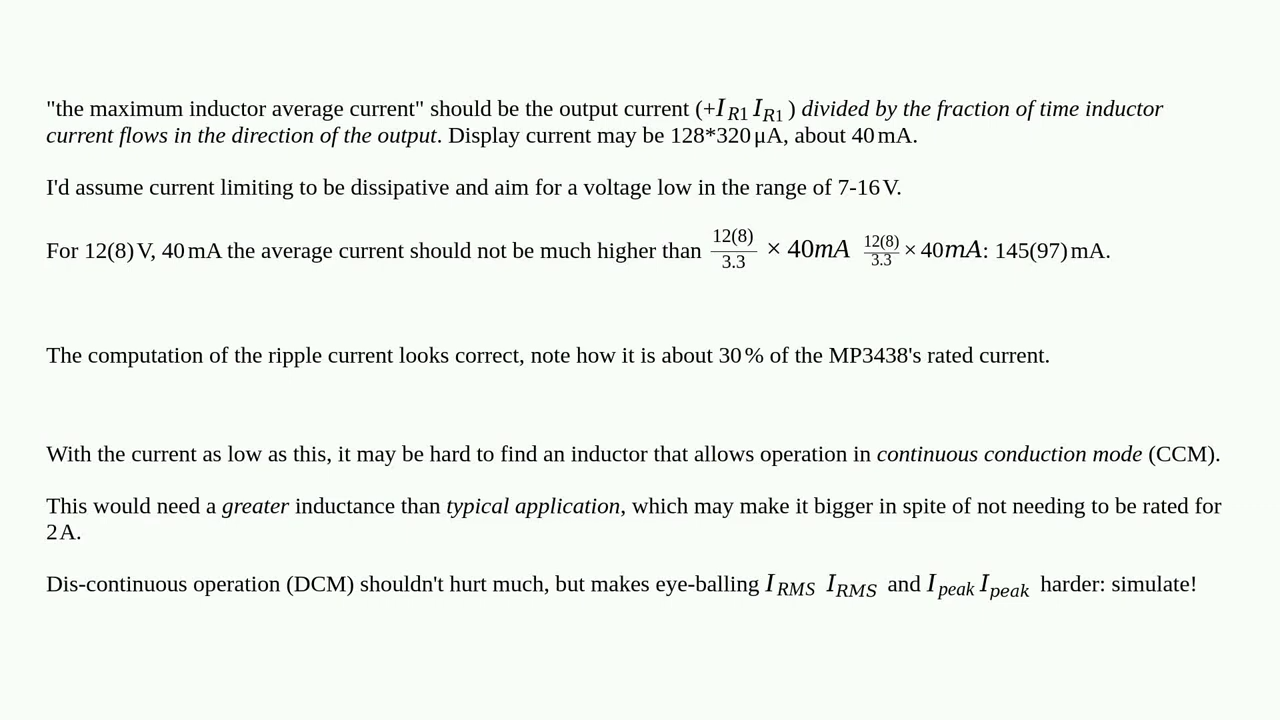 "the maximum inductor average current" should be the output current (+I R1 I R1 ) divided by the fraction of time inductor
current flows in the direction of the output. Display current may be 128*320 μA, about 40 mA.
I'd assume current limiting to be dissipative and aim for a voltage low in the range of 7-16 V.
For 12(8) V, 40 mA the average current should not be much higher than 12(8)/3.3 × 40mA 12(8)/3.3 × 40mA: 145(97) mA.
The computation of the ripple current looks correct, note how it is about 30 % of the MP3438's rated current.
With the current as low as this, it may be hard to find an inductor that allows operation in continuous conduction mode (CCM).
This would need a greater inductance than typical application, which may make it bigger in spite of not needing to be rated for
2 A.
Dis-continuous operation (DCM) shouldn't hurt much, but makes eye-balling I RMS I RMS and I peak I peak harder: simulate!